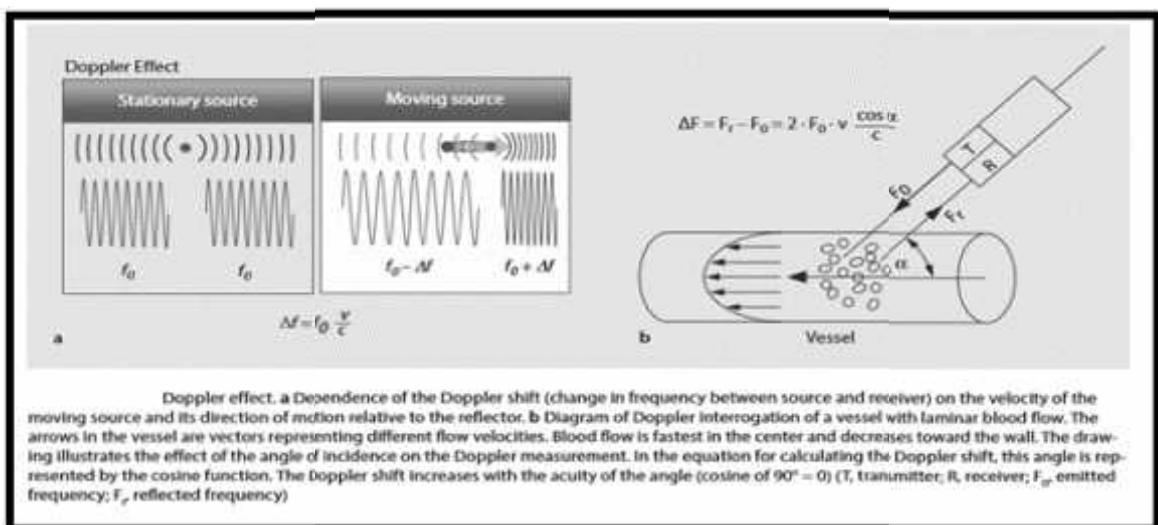 Doppler Effect
Stationary source
Moving source
f₀
f₀
f₀ – Δf
f₀ + Δf
Δf = f₀ v/c
a
ΔF = Fᵣ – F₀ = 2 · F₀ · v cos α/c
T
R
F₀
Fᵣ
α
b
Vessel
Doppler effect. a Dependence of the Doppler shift (change in frequency between source and receiver) on the velocity of the
moving source and its direction of motion relative to the reflector. b Diagram of Doppler interrogation of a vessel with laminar blood flow. The
arrows in the vessel are vectors representing different flow velocities. Blood flow is fastest in the center and decreases toward the wall. The draw-
ing illustrates the effect of the angle of incidence on the Doppler measurement. In the equation for calculating the Doppler shift, this angle is rep-
resented by the cosine function. The Doppler shift increases with the acuity of the angle (cosine of 90° = 0) (T, transmitter; R, receiver; F₀, emitted
frequency; Fᵣ, reflected frequency)